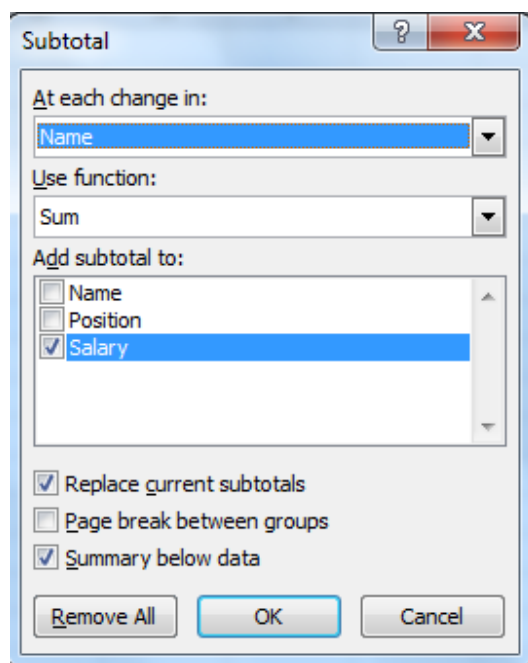 Subtotal
At each change in:
Name
Use function:
Sum
Add subtotal to:
Name
Position
Salary
Replace current subtotals
Page break between groups
Summary below data
Remove All OK Cancel